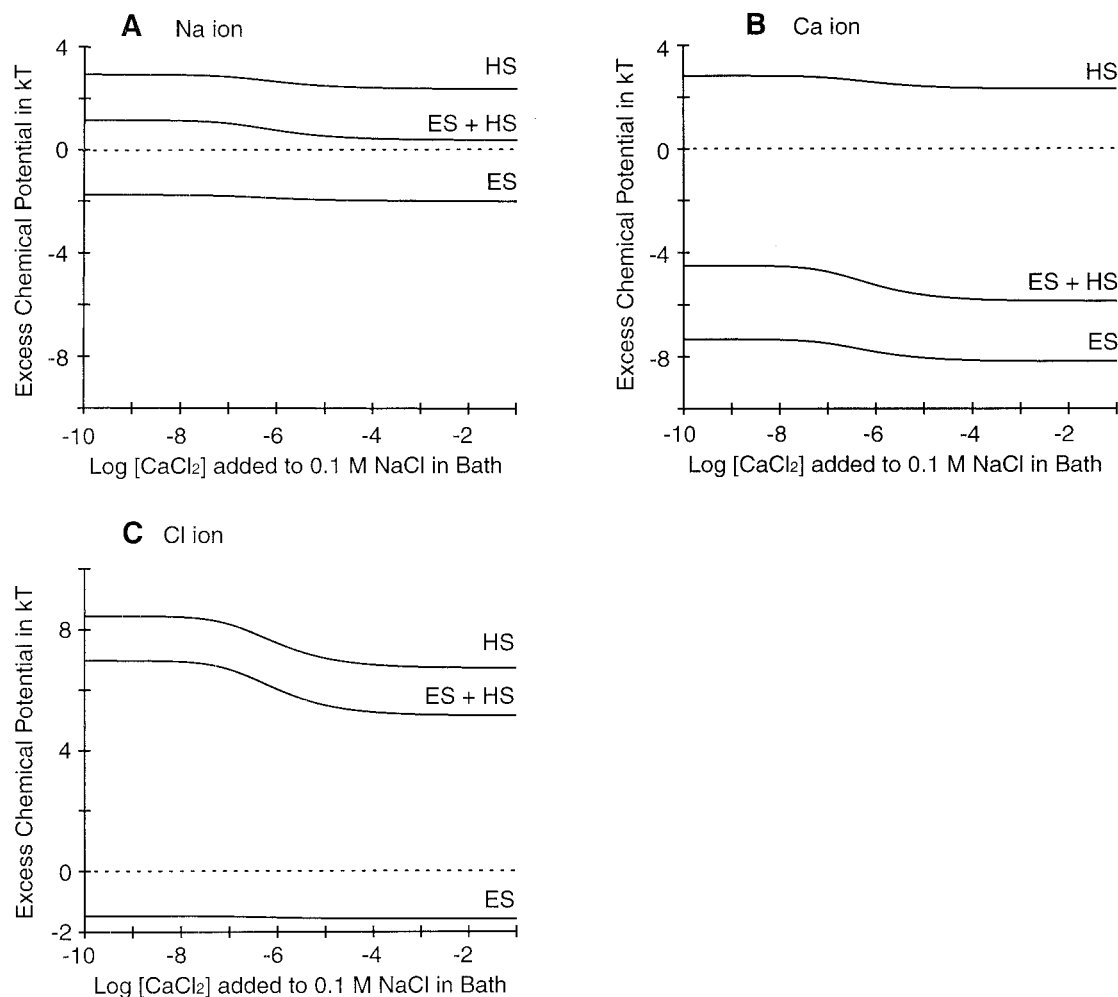 A Na ion
Excess Chemical Potential in kT
4
0
-4
-8
HS
ES + HS
ES
-10 -8 -6 -4 -2
Log [CaCl₂] added to 0.1 M NaCl in Bath
B Ca ion
Excess Chemical Potential in kT
4
0
-4
-8
HS
ES + HS
ES
-10 -8 -6 -4 -2
Log [CaCl₂] added to 0.1 M NaCl in Bath
C Cl ion
Excess Chemical Potential in kT
8
4
0
-2
HS
ES + HS
ES
-10 -8 -6 -4 -2
Log [CaCl₂] added to 0.1 M NaCl in Bath